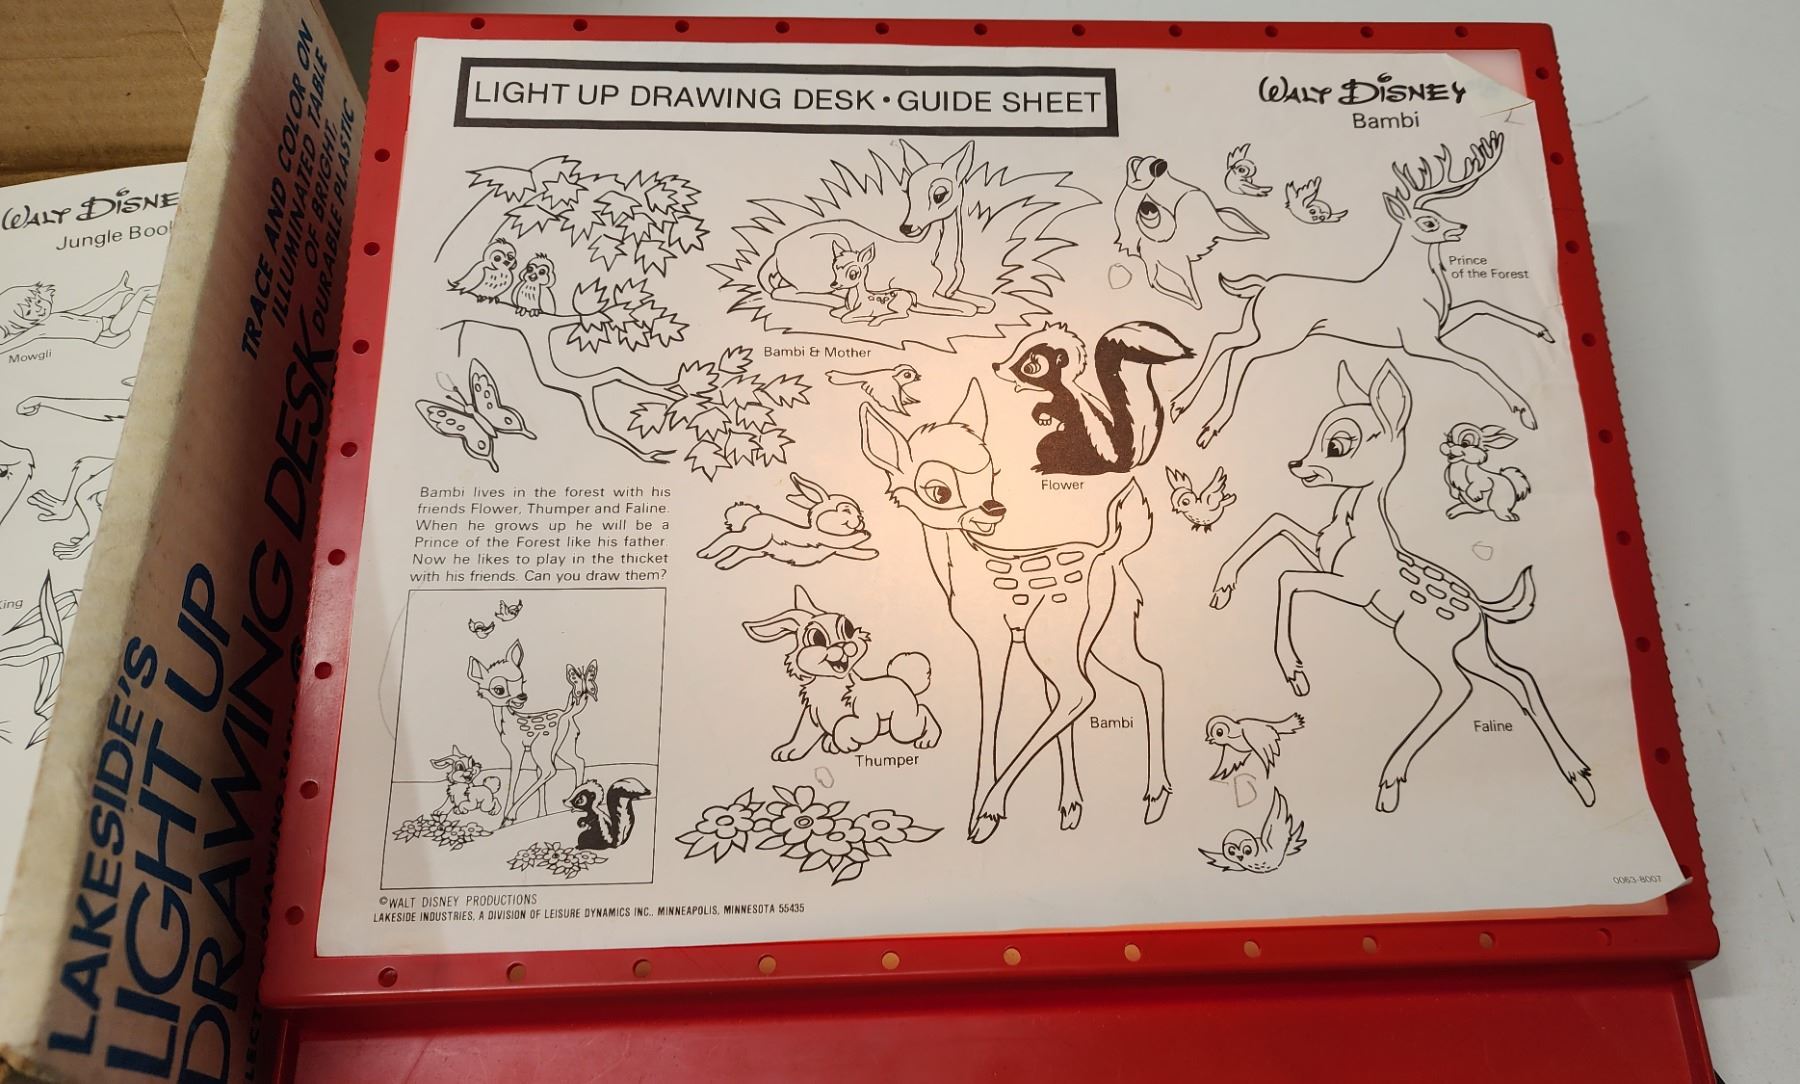 WALT DISNE
Jungle Boo
Mowgli
TRACE AND COLOR ON
ILLUMINATED TABLE
OF BRIGHT,
DURABLE PLASTIC
LAKESIDE'S
LIGHT UP
DRAWING DESK
LIGHT UP DRAWING DESK • GUIDE SHEET
WALT DISNEY
Bambi
Prince
of the Forest
Bambi & Mother
Flower
Bambi lives in the forest with his
friends Flower, Thumper and Faline.
When he grows up he will be a
Prince of the Forest like his father.
Now he likes to play in the thicket
with his friends. Can you draw them?
Bambi
Faline
Thumper
©WALT DISNEY PRODUCTIONS
LAKESIDE INDUSTRIES, A DIVISION OF LEISURE DYNAMICS INC., MINNEAPOLIS, MINNESOTA 55435
0063-8007